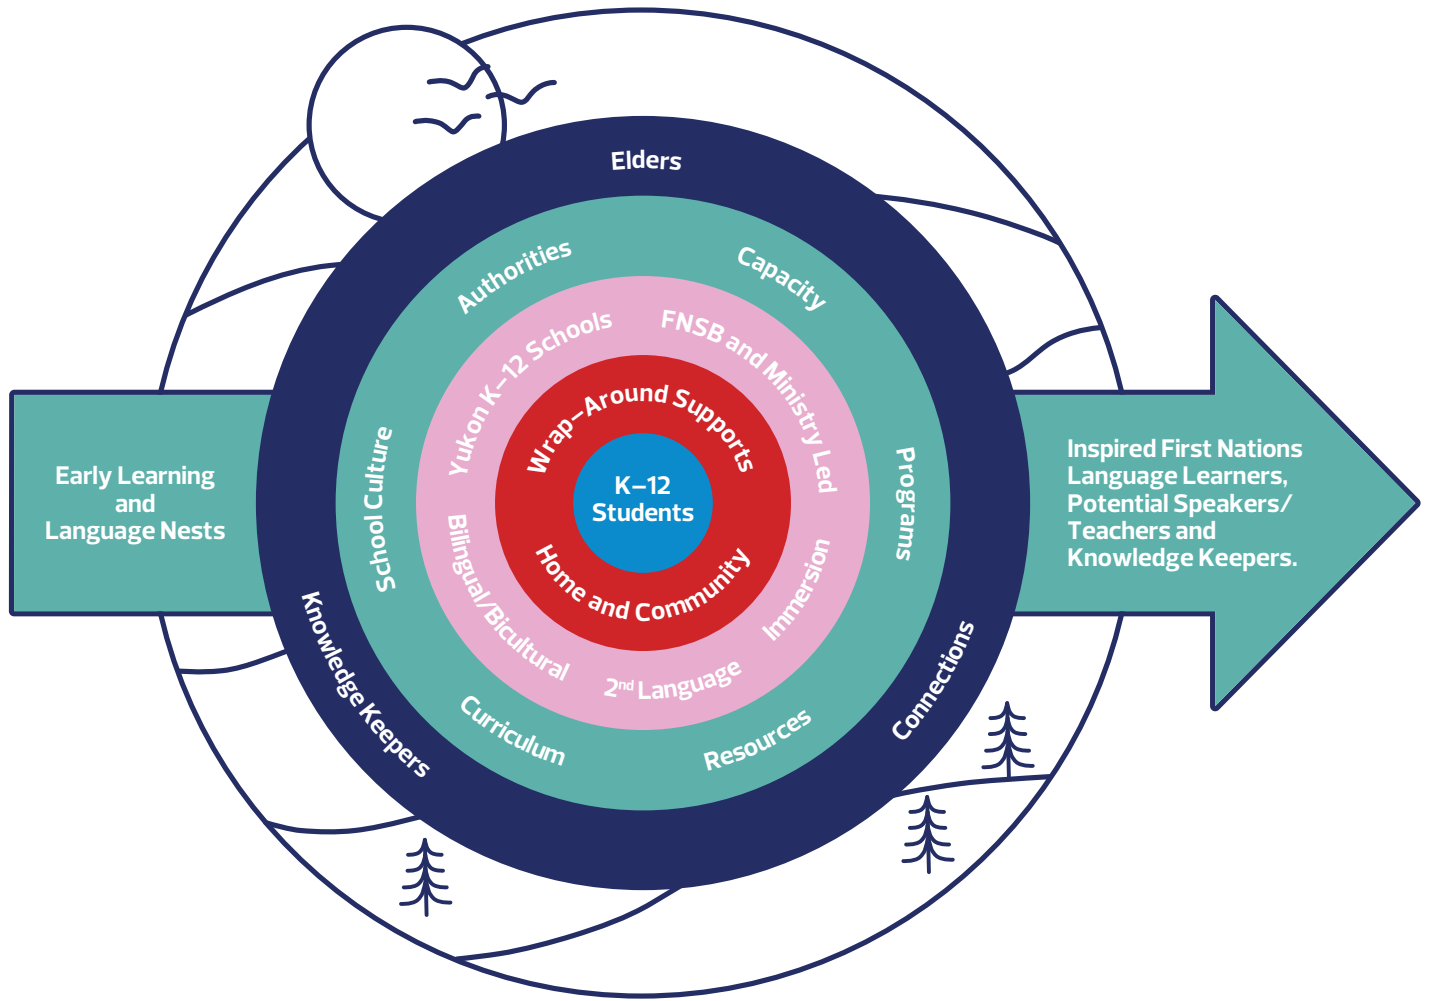 Elders
Authorities
Capacity
Yukon K–12 Schools
FNSB and Ministry Led
Wrap–Around Supports
School Culture
Programs
Early Learning
and
Language Nests
K–12
Students
Inspired First Nations
Language Learners,
Potential Speakers/
Teachers and
Knowledge Keepers.
Home and Community
Bilingual/Bicultural
Immersion
2nd Language
Knowledge Keepers
Connections
Curriculum
Resources